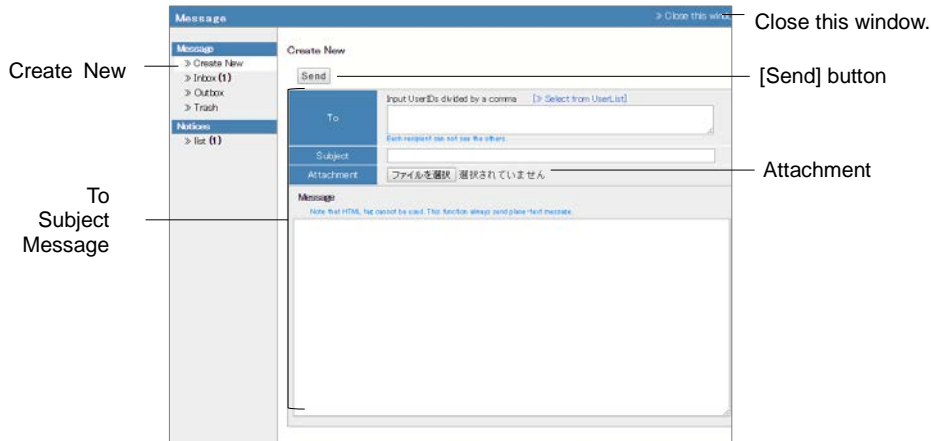 Message
≫ Close this windo
Close this window.
Create New
Message
≫ Create New
≫ Inbox (1)
≫ Outbox
≫ Trash
Notices
≫ list (1)
Create New
Send
[Send] button
To
Input UserIDs divided by a comma [≫ Select from UserList]
Each recipient can not see the others.
Subject
Attachment
ファイルを選択 選択されていません
Attachment
To
Subject
Message
Message
Note that HTML tag cannot be used. This function always send plane-text message.